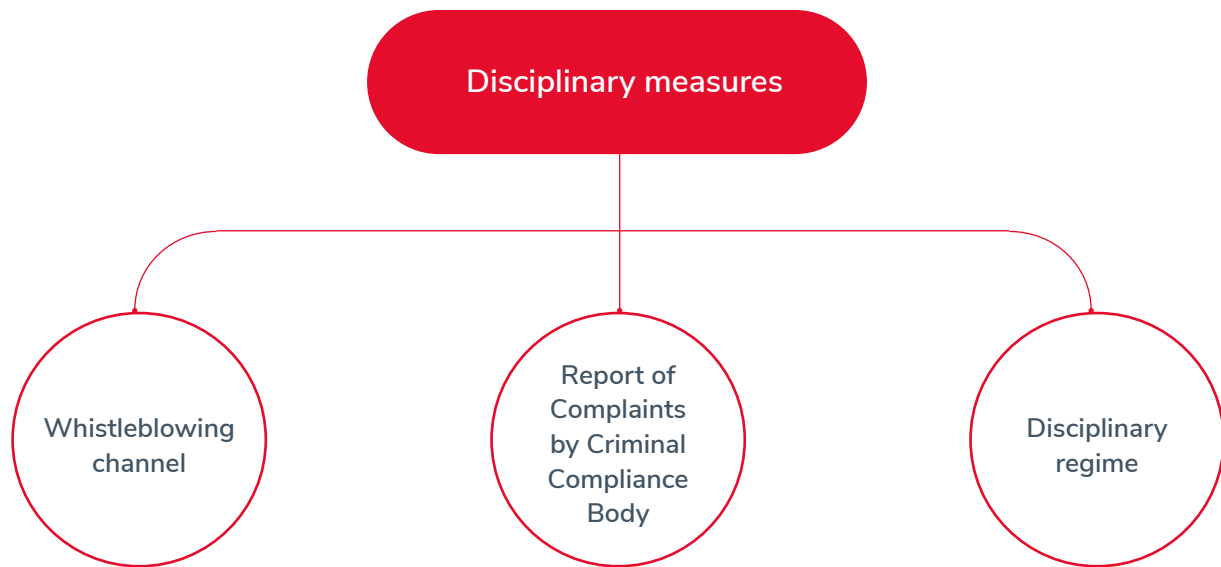 Disciplinary measures
Whistleblowing
channel
Report of
Complaints
by Criminal
Compliance
Body
Disciplinary
regime